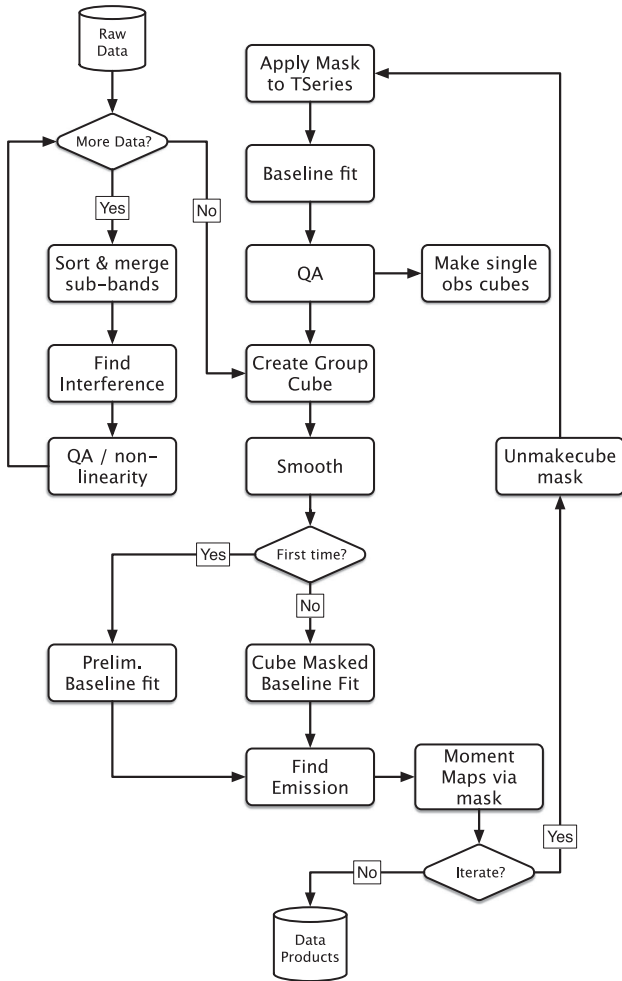 Raw
Data
Apply Mask
to TSeries
More Data?
Baseline fit
Yes
No
Sort & merge
sub-bands
QA
Make single
obs cubes
Find
Interference
Create Group
Cube
QA / non-
linearity
Smooth
Unmakecube
mask
Yes
First time?
No
Prelim.
Baseline fit
Cube Masked
Baseline Fit
Find
Emission
Moment
Maps via
mask
Yes
No
Iterate?
Data
Products